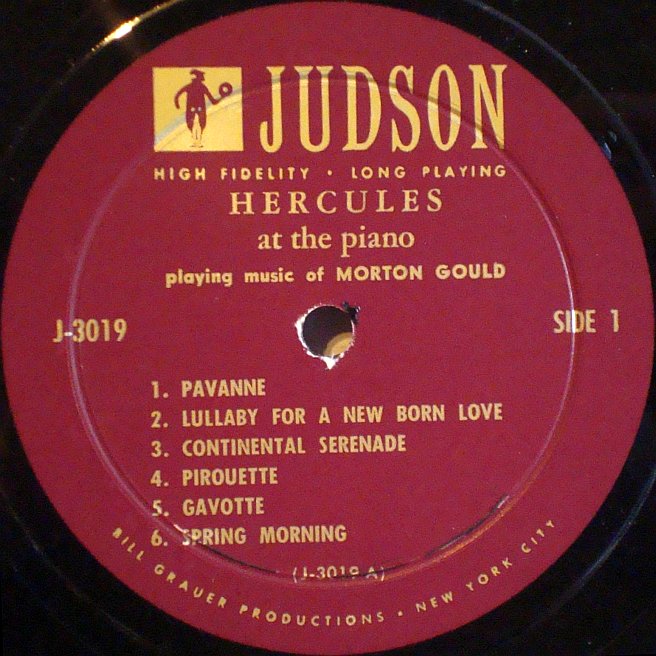 JUDSON
HIGH FIDELITY · LONG PLAYING
HERCULES
at the piano
playing music of MORTON GOULD
J-3019
SIDE 1
1. PAVANNE
2. LULLABY FOR A NEW BORN LOVE
3. CONTINENTAL SERENADE
4. PIROUETTE
5. GAVOTTE
6. SPRING MORNING
(J-3019-A)
BILL GRAUER PRODUCTIONS · NEW YORK CITY